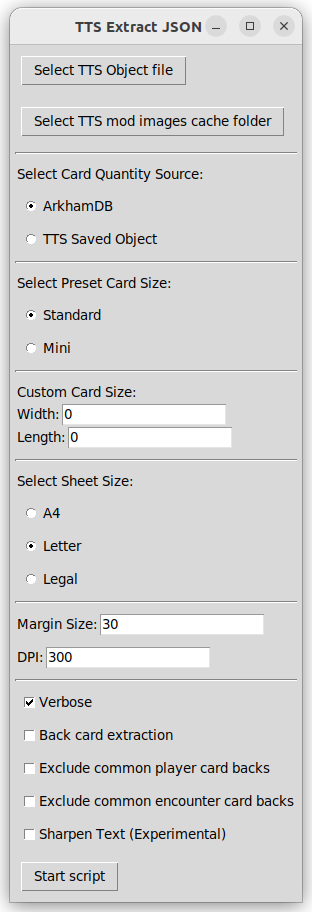 TTS Extract JSON
Select TTS Object file
Select TTS mod images cache folder
Select Card Quantity Source:
ArkhamDB
TTS Saved Object
Select Preset Card Size:
Standard
Mini
Custom Card Size:
Width: 0
Length: 0
Select Sheet Size:
A4
Letter
Legal
Margin Size: 30
DPI: 300
Verbose
Back card extraction
Exclude common player card backs
Exclude common encounter card backs
Sharpen Text (Experimental)
Start script